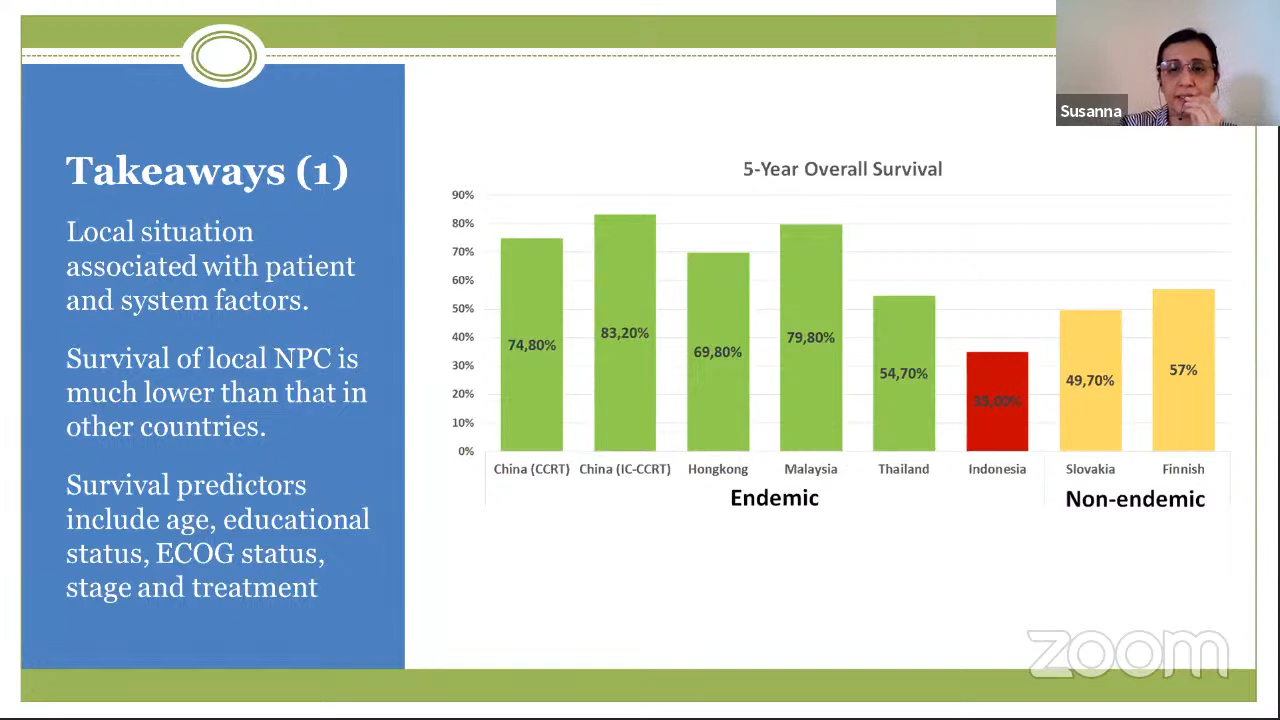 Susanna
Takeaways (1)
Local situation
associated with patient
and system factors.
Survival of local NPC is
much lower than that in
other countries.
Survival predictors
include age, educational
status, ECOG status,
stage and treatment
5-Year Overall Survival
90%
80%
70%
60%
50%
40%
30%
20%
10%
0%
74,80%
83,20%
69,80%
79,80%
54,70%
35,00%
49,70%
57%
China (CCRT)
China (IC-CCRT)
Hongkong
Malaysia
Thailand
Indonesia
Slovakia
Finnish
Endemic
Non-endemic
zoom